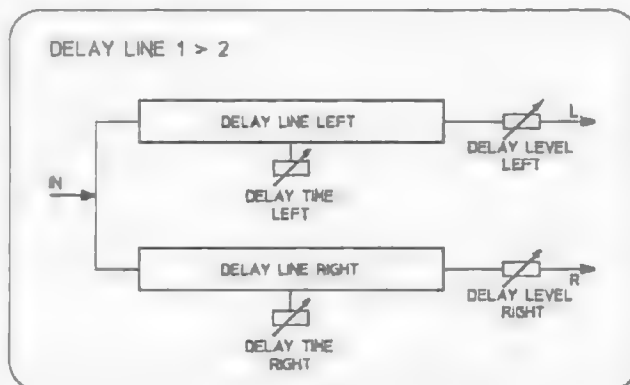 DELAY LINE 1 > 2
DELAY LINE LEFT
L
DELAY LEVEL
LEFT
DELAY TIME
LEFT
IN
DELAY LINE RIGHT
R
DELAY LEVEL
RIGHT
DELAY TIME
RIGHT